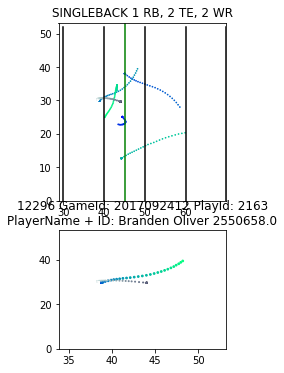 SINGLEBACK 1 RB, 2 TE, 2 WR
50
40
30
20
10
0
30 40 50 60
12296 GameId: 2017092412 PlayId: 2163
PlayerName + ID: Branden Oliver 2550658.0
40
20
0
35 40 45 50